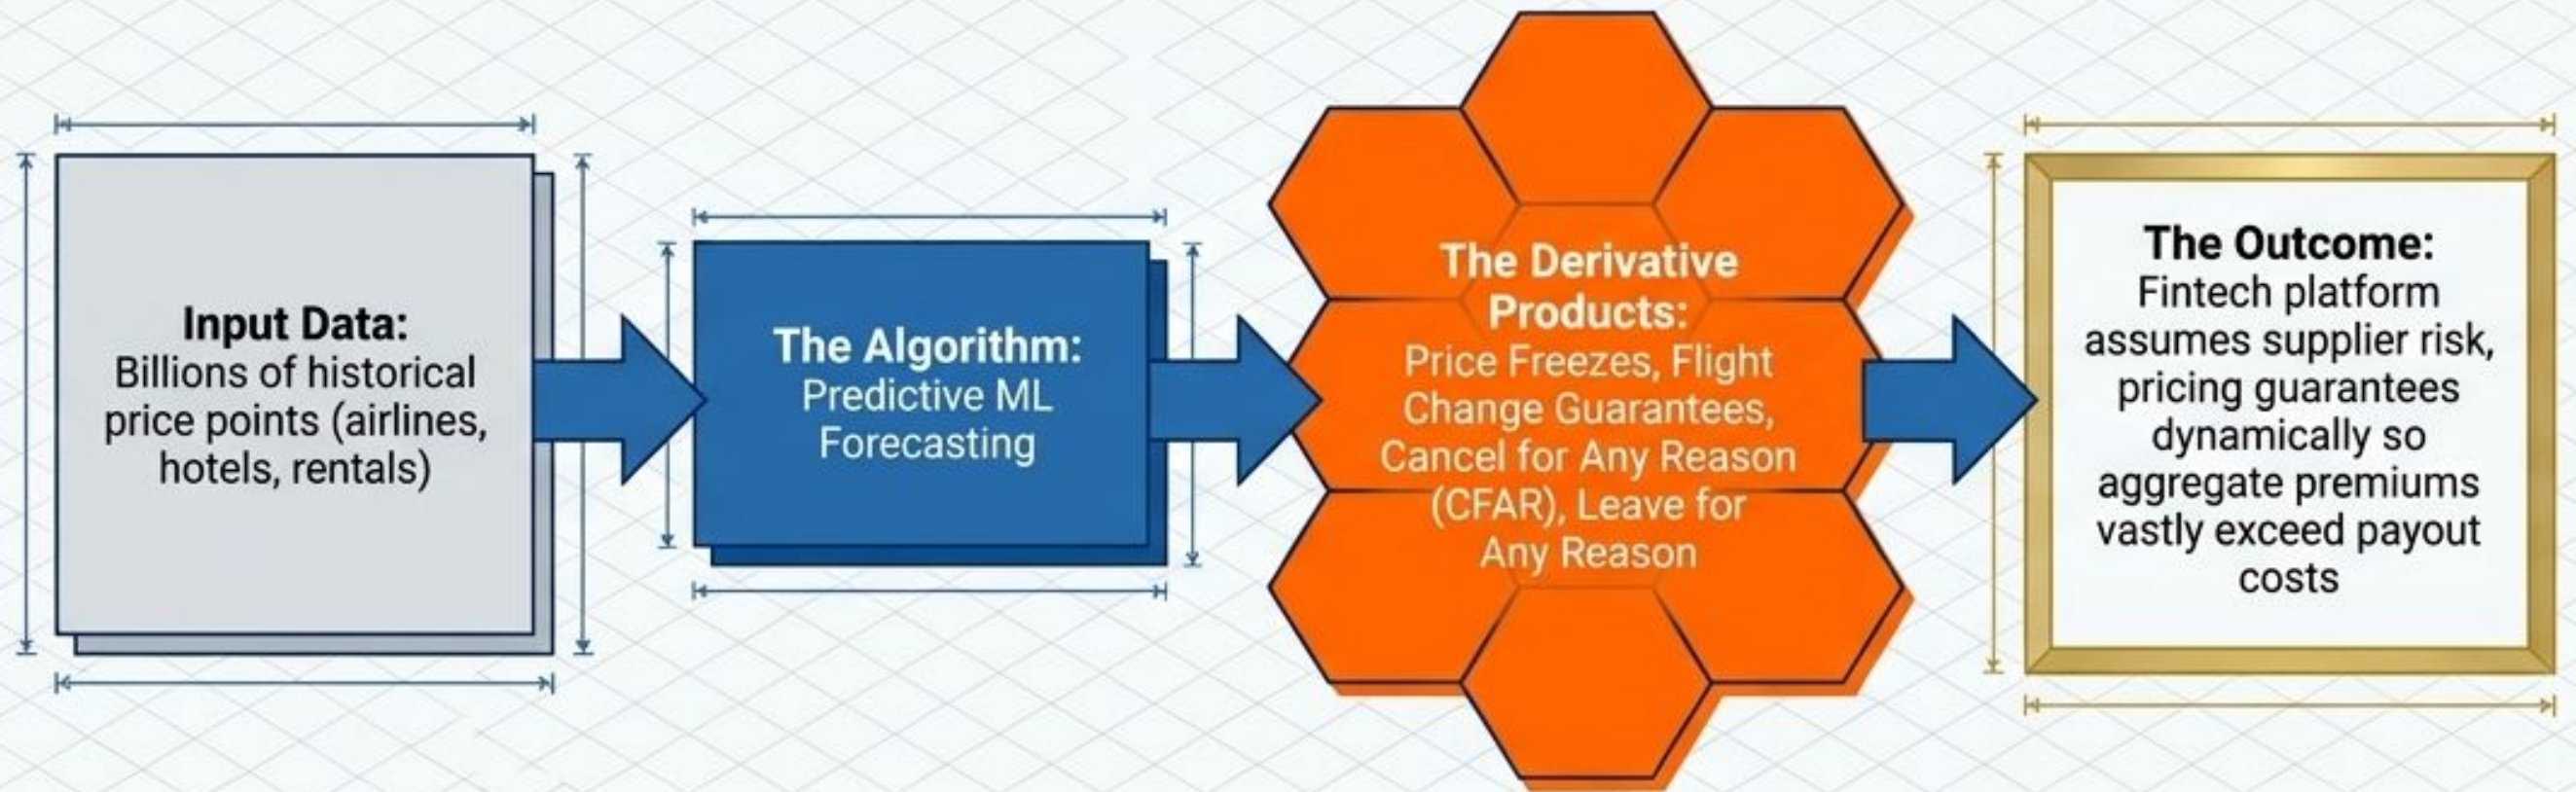 Input Data:
Billions of historical
price points (airlines,
hotels, rentals)
The Algorithm:
Predictive ML
Forecasting
The Derivative
Products:
Price Freezes, Flight
Change Guarantees,
Cancel for Any Reason
(CFAR), Leave for
Any Reason
The Outcome:
Fintech platform
assumes supplier risk,
pricing guarantees
dynamically so
aggregate premiums
vastly exceed payout
costs